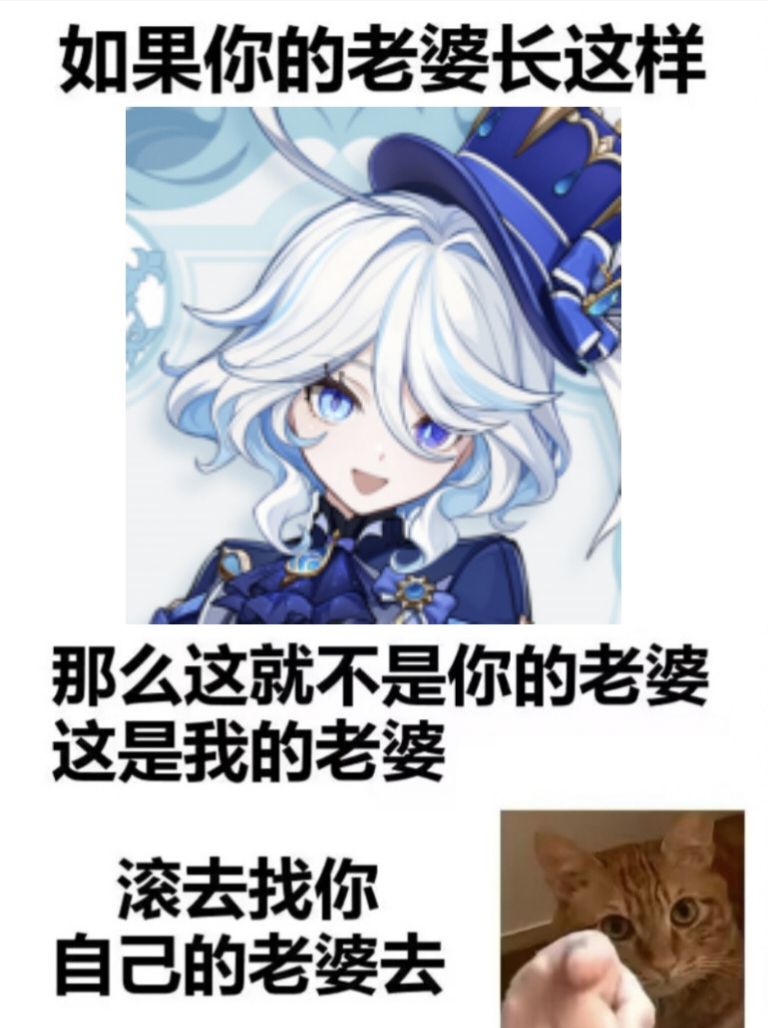 如果你的老婆长这样
那么这就不是你的老婆
这是我的老婆
滚去找你
自己的老婆去